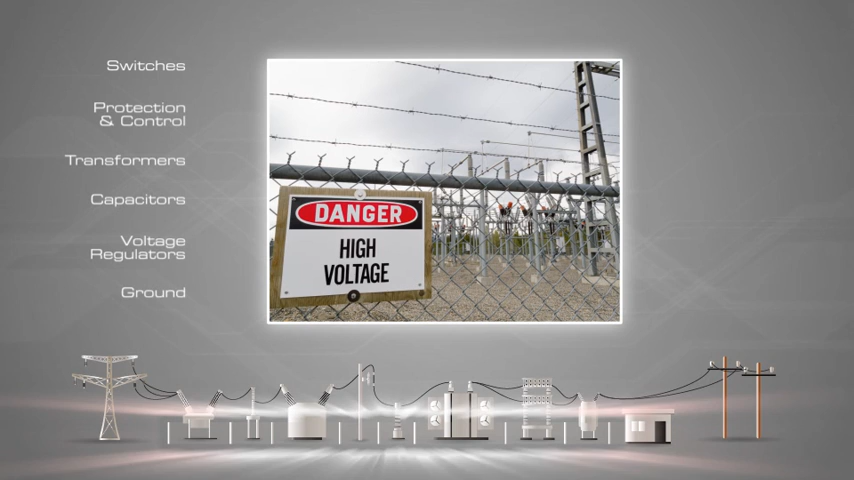 Switches
Protection
& Control
Transformers
Capacitors
Voltage
Regulators
Ground
DANGER
HIGH
VOLTAGE